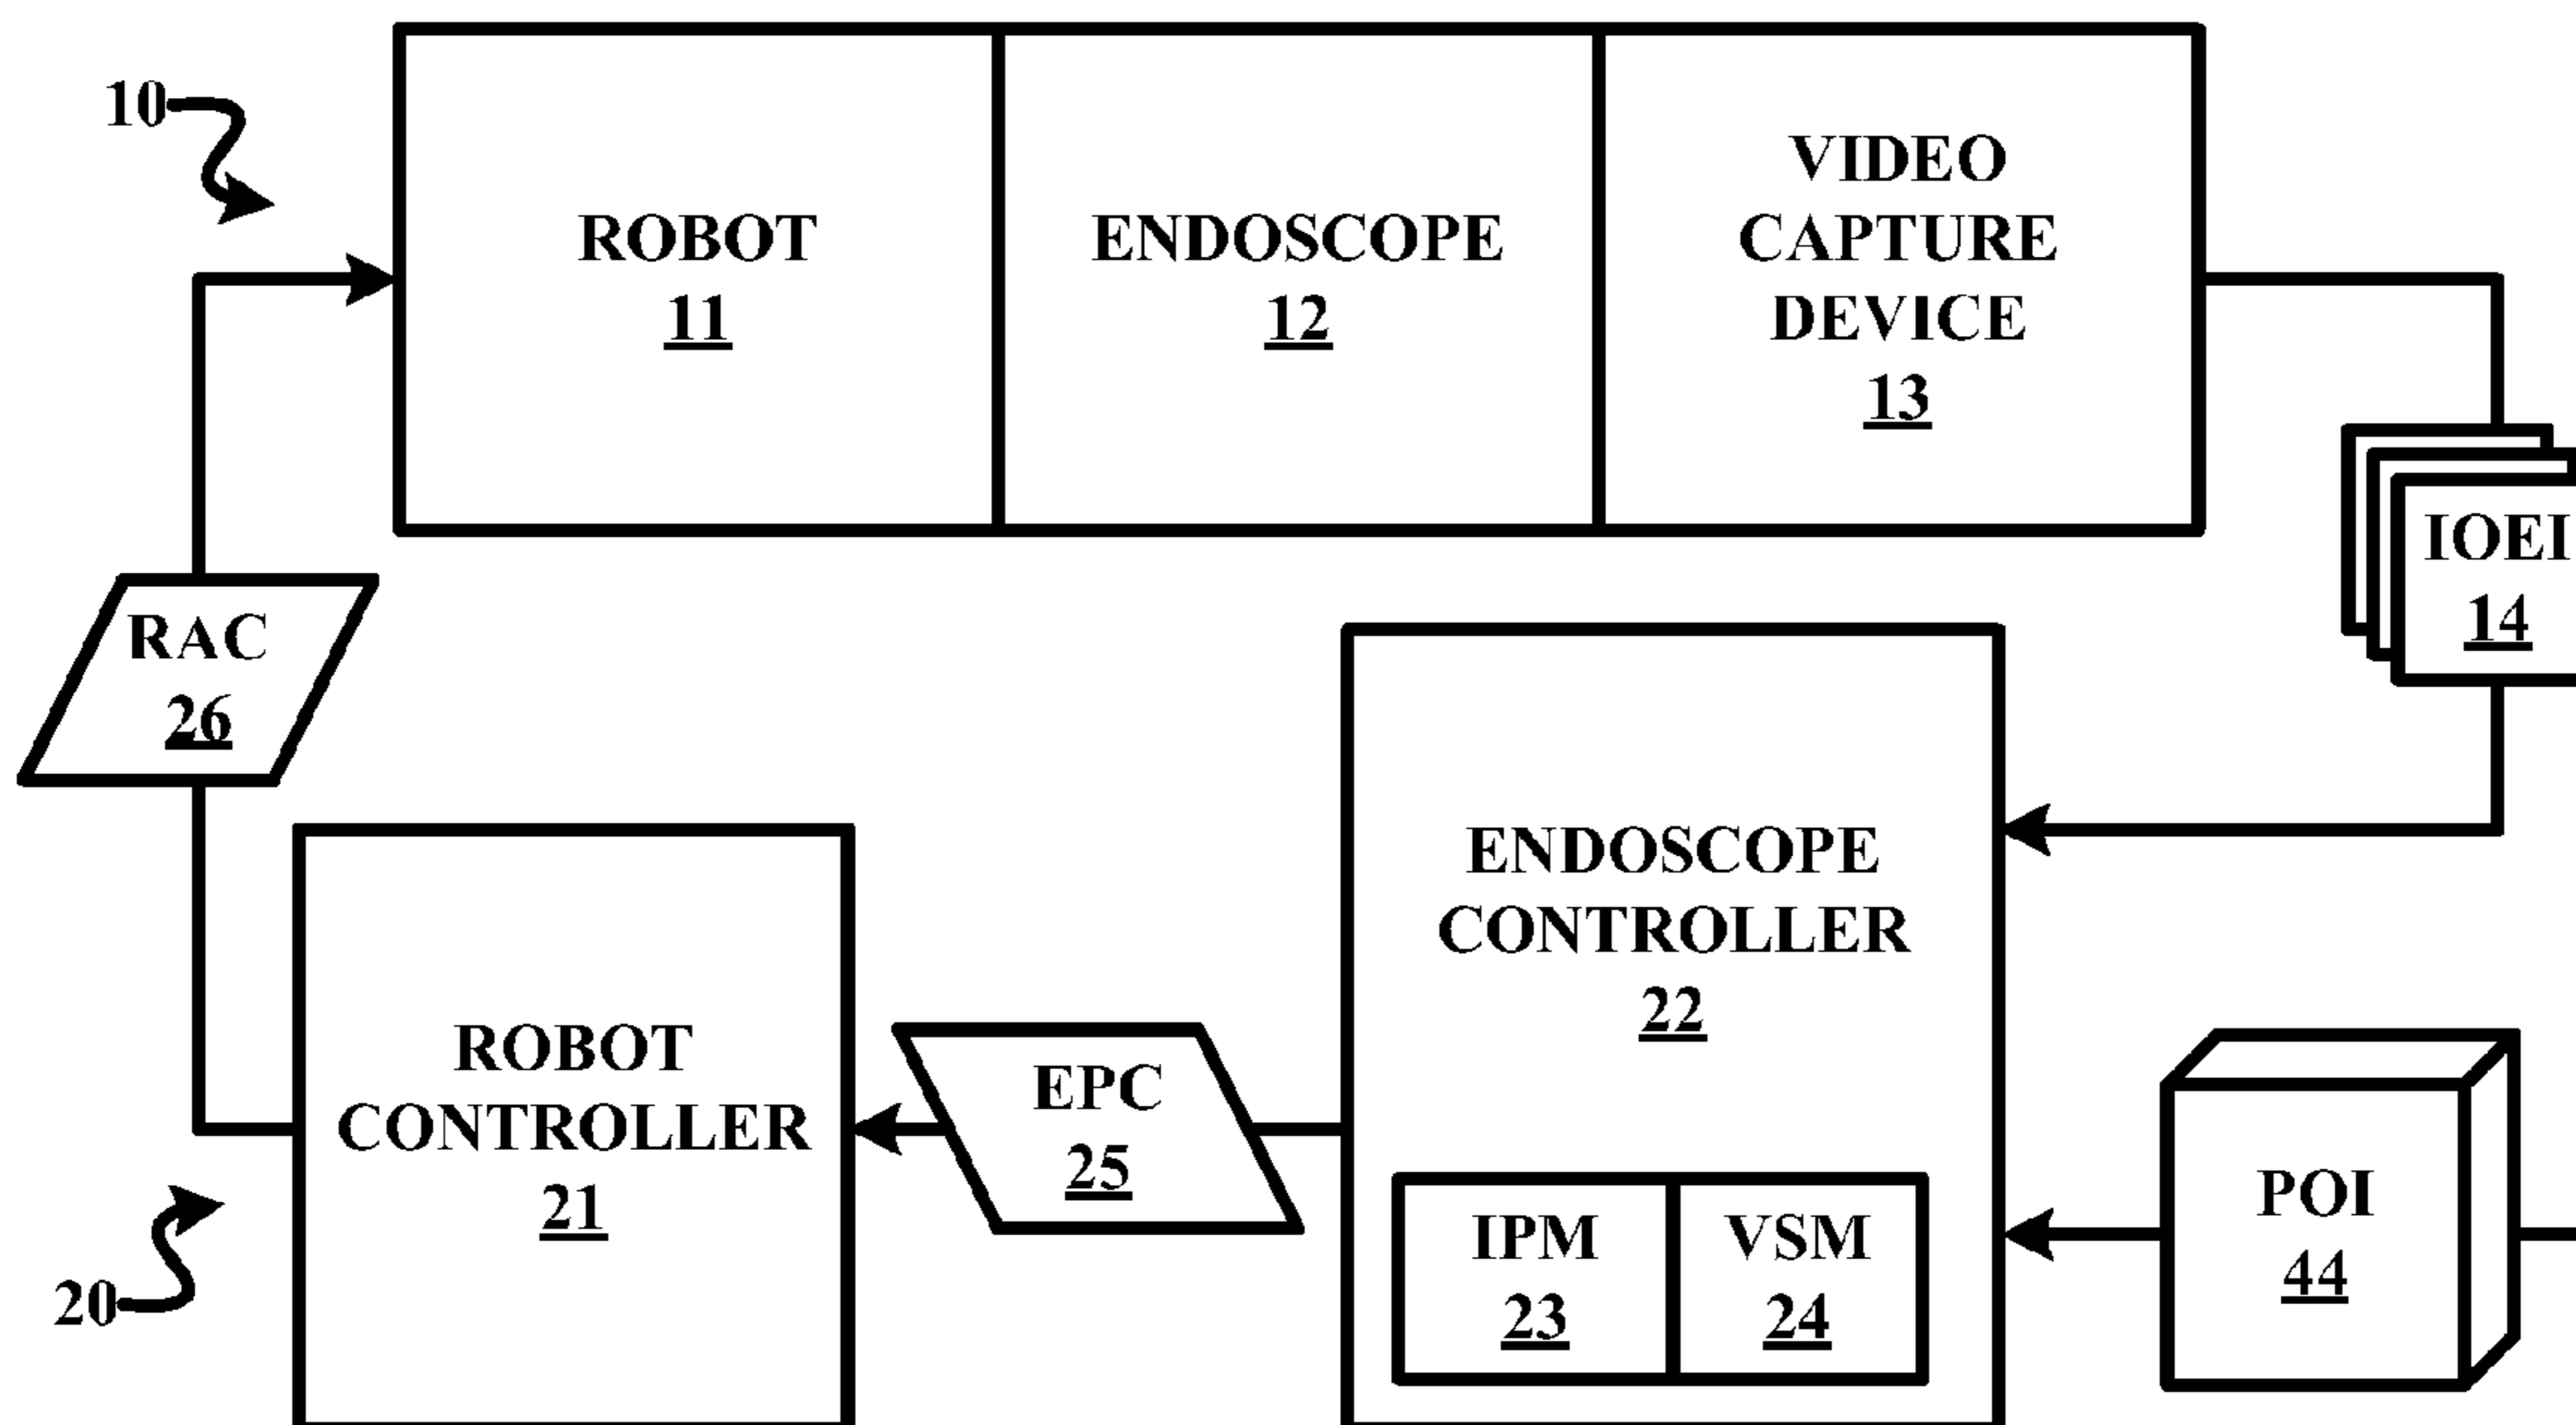 10
ROBOT
11
ENDOSCOPE
12
VIDEO
CAPTURE
DEVICE
13
IOEI
14
RAC
26
ENDOSCOPE
CONTROLLER
22
ROBOT
CONTROLLER
21
EPC
25
IPM
23
VSM
24
POI
44
20